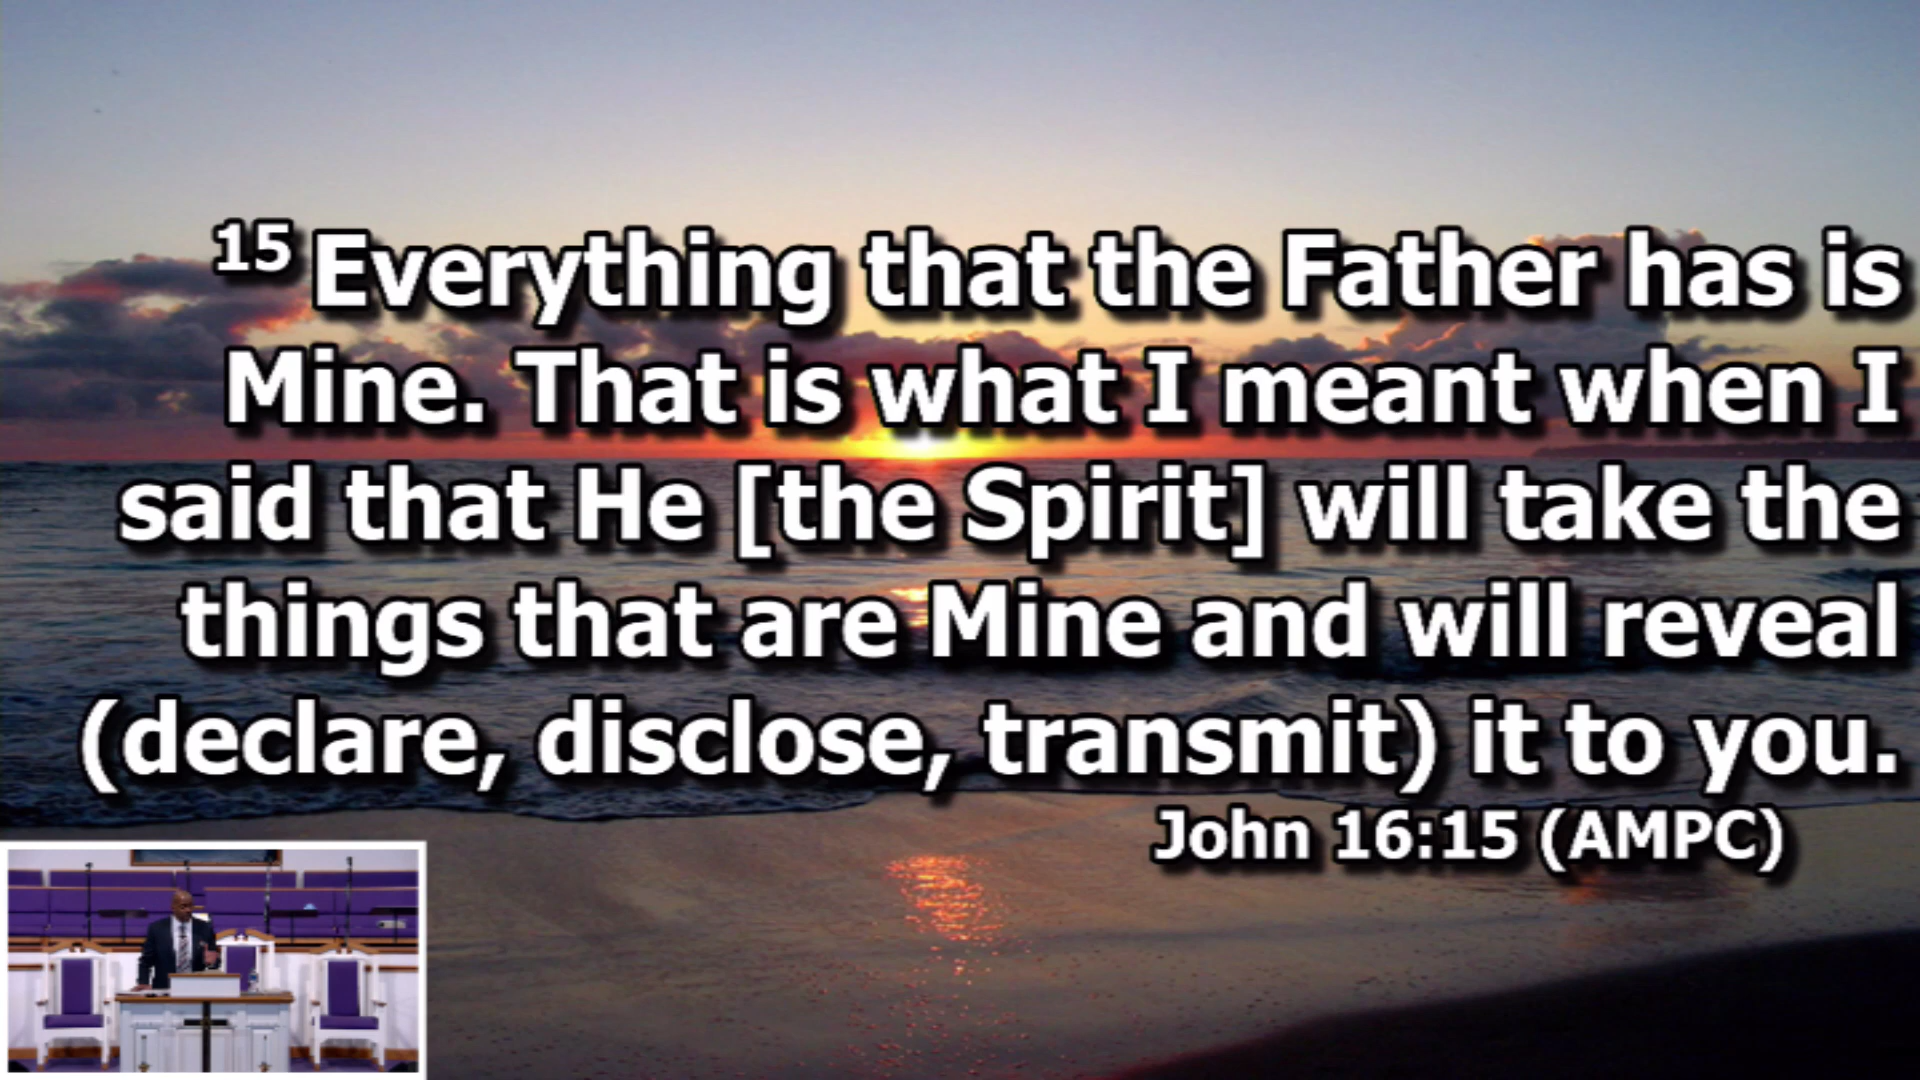 15 Everything that the Father has is
Mine. That is what I meant when I
said that He [the Spirit] will take the
things that are Mine and will reveal
(declare, disclose, transmit) it to you.
John 16:15 (AMPC)